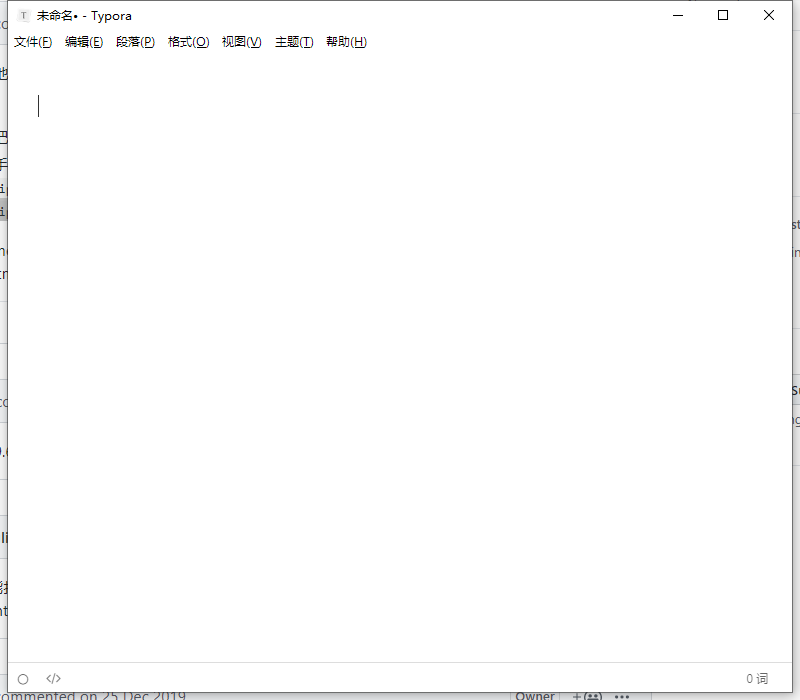 T 未命名• - Typora
文件(F) 编辑(E) 段落(P) 格式(O) 视图(V) 主题(T) 帮助(H)
</> 0 词
commented on 25 Dec 2019
Owner